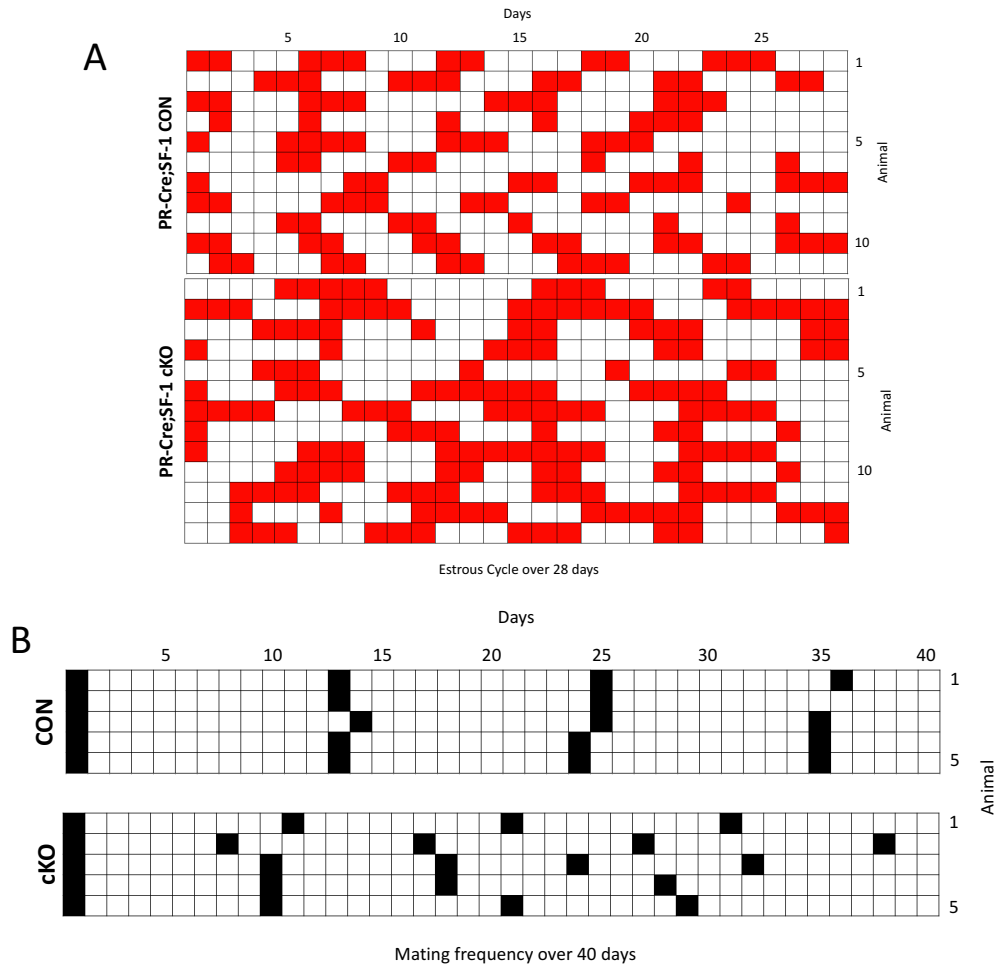 Days
A
5 10 15 20 25
PR-Cre;SF-1 CON
1
5
10
Animal
PR-Cre;SF-1 cKO
1
5
10
Animal
Estrous Cycle over 28 days
B
Days
5 10 15 20 25 30 35 40
CON
1
5
Animal
cKO
1
5
Mating frequency over 40 days